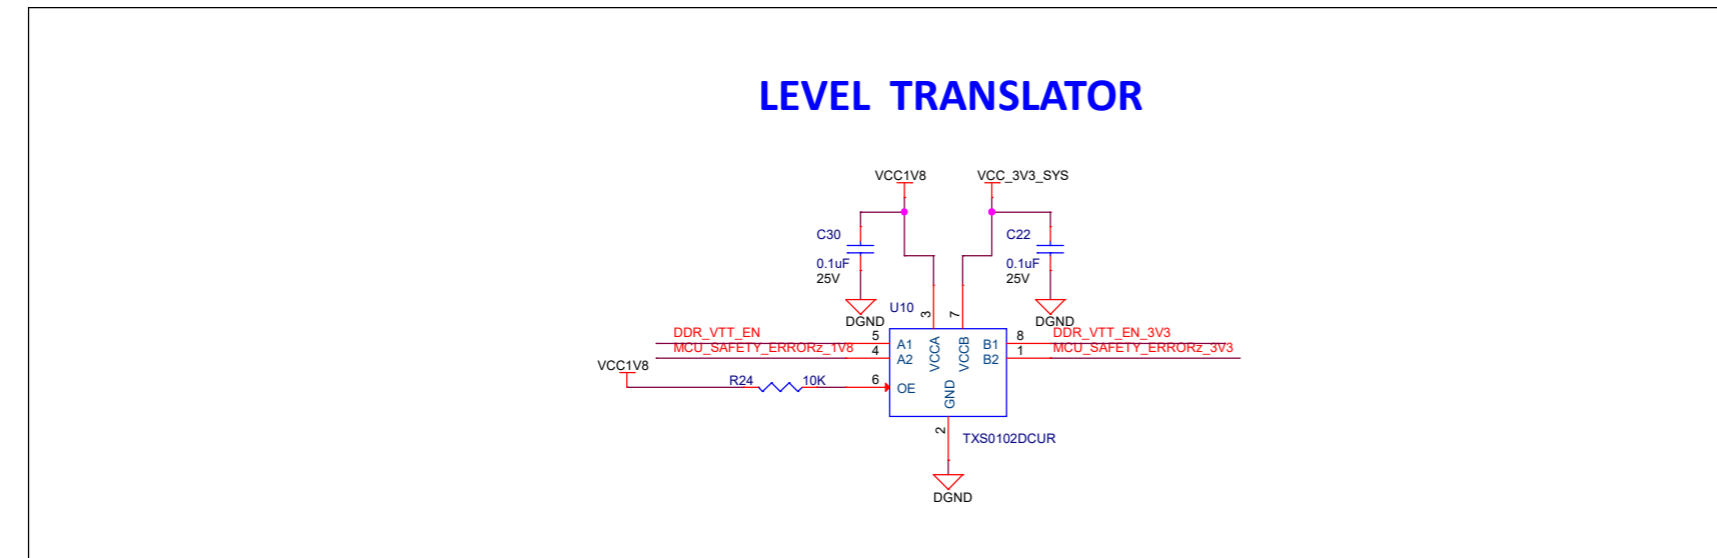 LEVEL TRANSLATOR
VCC1V8
VCC_3V3_SYS
C30
0.1uF
25V
C22
0.1uF
25V
DGND
DGND
U10
3
7
DDR_VTT_EN
5
A1
VCCA
VCCB
B1
8
DDR_VTT_EN_3V3
MCU_SAFETY_ERRORz_1V8
4
A2
B2
1
MCU_SAFETY_ERRORz_3V3
VCC1V8
R24
10K
6
OE
GND
2
TXS0102DCUR
DGND